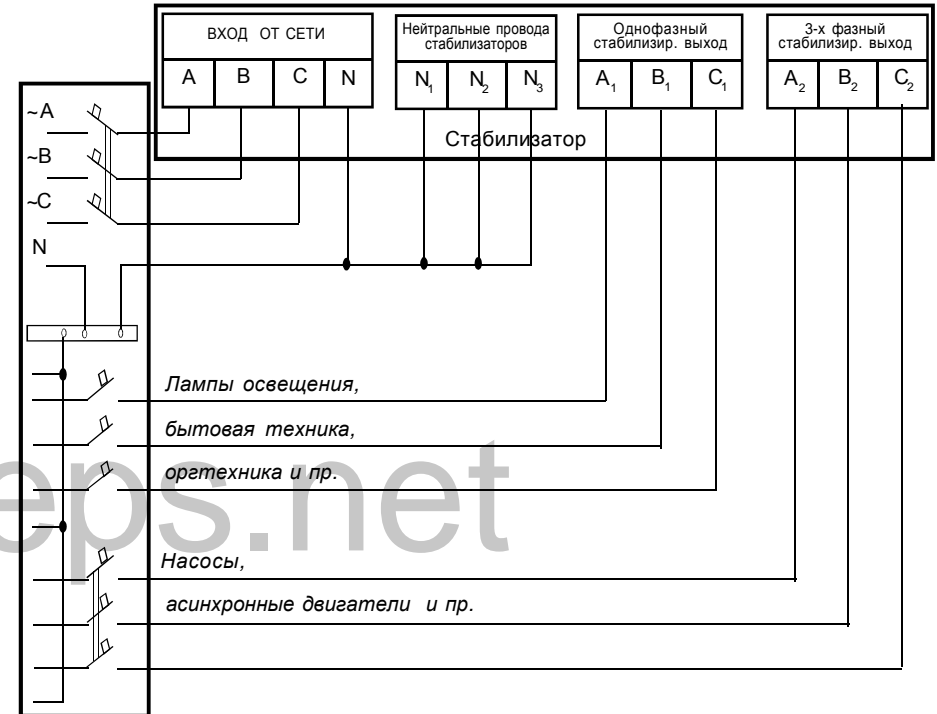 ВХОД ОТ СЕТИ
A B C N
Нейтральные провода
стабилизаторов
N1 N2 N3
Однофазный
стабилизир. выход
A1 B1 C1
3-х фазный
стабилизир. выход
A2 B2 C2
Стабилизатор
~A
~B
~C
N
Лампы освещения,
бытовая техника,
оргтехника и пр.
Насосы,
асинхронные двигатели и пр.
eps.net